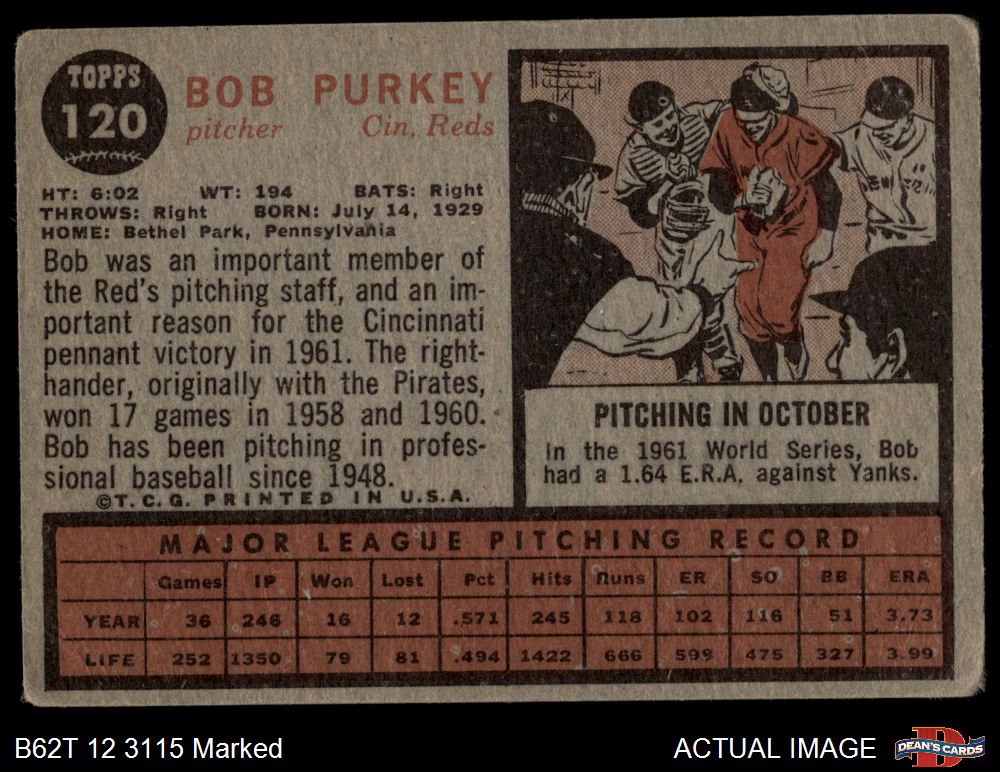 TOPPS
120
BOB PURKEY
pitcher Cin. Reds
HT: 6:02 WT: 194 BATS: Right
THROWS: Right BORN: July 14, 1929
HOME: Bethel Park, Pennsylvania
Bob was an important member of
the Red's pitching staff, and an im-
portant reason for the Cincinnati
pennant victory in 1961. The right-
hander, originally with the Pirates,
won 17 games in 1958 and 1960.
Bob has been pitching in profes-
sional baseball since 1948.
©T.C.G. PRINTED IN U.S.A.
PITCHING IN OCTOBER
In the 1961 World Series, Bob
had a 1.64 E.R.A. against Yanks.
MAJOR LEAGUE PITCHING RECORD
Games IP Won Lost Pct Hits Runs ER SO BB ERA
YEAR 36 246 16 12 .571 245 118 102 116 51 3.73
LIFE 252 1350 79 81 .494 1422 666 598 475 327 3.99
B62T 12 3115 Marked
ACTUAL IMAGE
DEAN'S CARDS